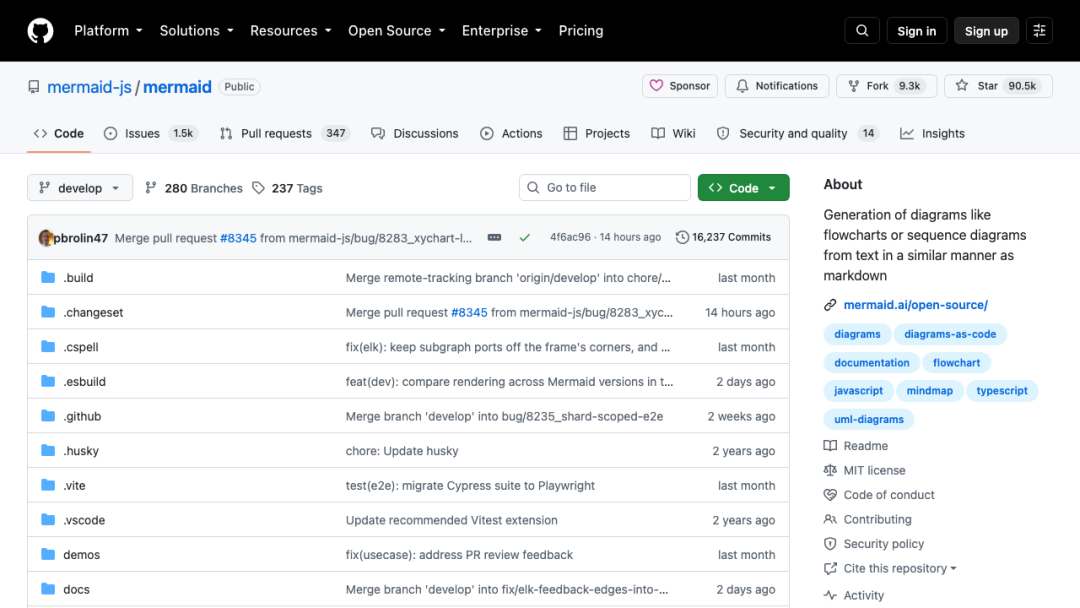 Platform Solutions Resources Open Source Enterprise Pricing Sign in Sign up
mermaid-js / mermaid Public Sponsor Notifications Fork 9.3k Star 90.5k
Code Issues 1.5k Pull requests 347 Discussions Actions Projects Wiki Security and quality 14 Insights
develop 280 Branches 237 Tags Go to file Code
pbrolin47 Merge pull request #8345 from mermaid-js/bug/8283_xychart-l... 4f6ac96 · 14 hours ago 16,237 Commits
.build Merge remote-tracking branch 'origin/develop' into chore/... last month
.changeset Merge pull request #8345 from mermaid-js/bug/8283_xyc... 14 hours ago
.cspell fix(elk): keep subgraph ports off the frame's corners, and ... last month
.esbuild feat(dev): compare rendering across Mermaid versions in t... 2 days ago
.github Merge branch 'develop' into bug/8235_shard-scoped-e2e 2 weeks ago
.husky chore: Update husky 2 years ago
.vite test(e2e): migrate Cypress suite to Playwright last month
.vscode Update recommended Vitest extension 2 years ago
demos fix(usecase): address PR review feedback last month
docs Merge branch 'develop' into fix/elk-feedback-edges-into-... 2 days ago
About
Generation of diagrams like
flowcharts or sequence diagrams
from text in a similar manner as
markdown
mermaid.ai/open-source/
diagrams diagrams-as-code
documentation flowchart
javascript mindmap typescript
uml-diagrams
Readme
MIT license
Code of conduct
Contributing
Security policy
Cite this repository
Activity